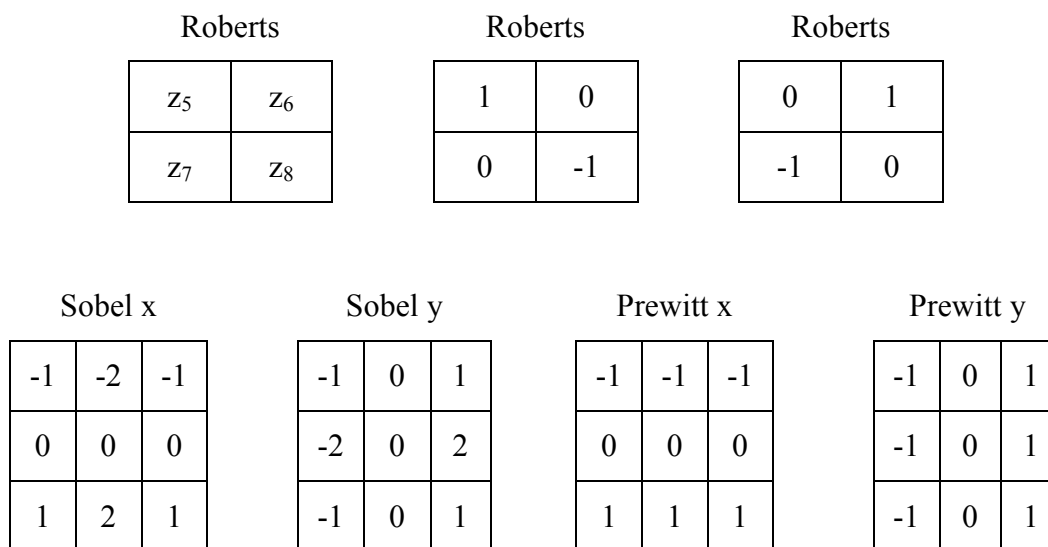 Roberts Roberts Roberts
z₅ z₆ 1 0 0 1
z₇ z₈ 0 -1 -1 0
Sobel x Sobel y Prewitt x Prewitt y
-1 -2 -1 -1 0 1 -1 -1 -1 -1 0 1
0 0 0 -2 0 2 0 0 0 -1 0 1
1 2 1 -1 0 1 1 1 1 -1 0 1